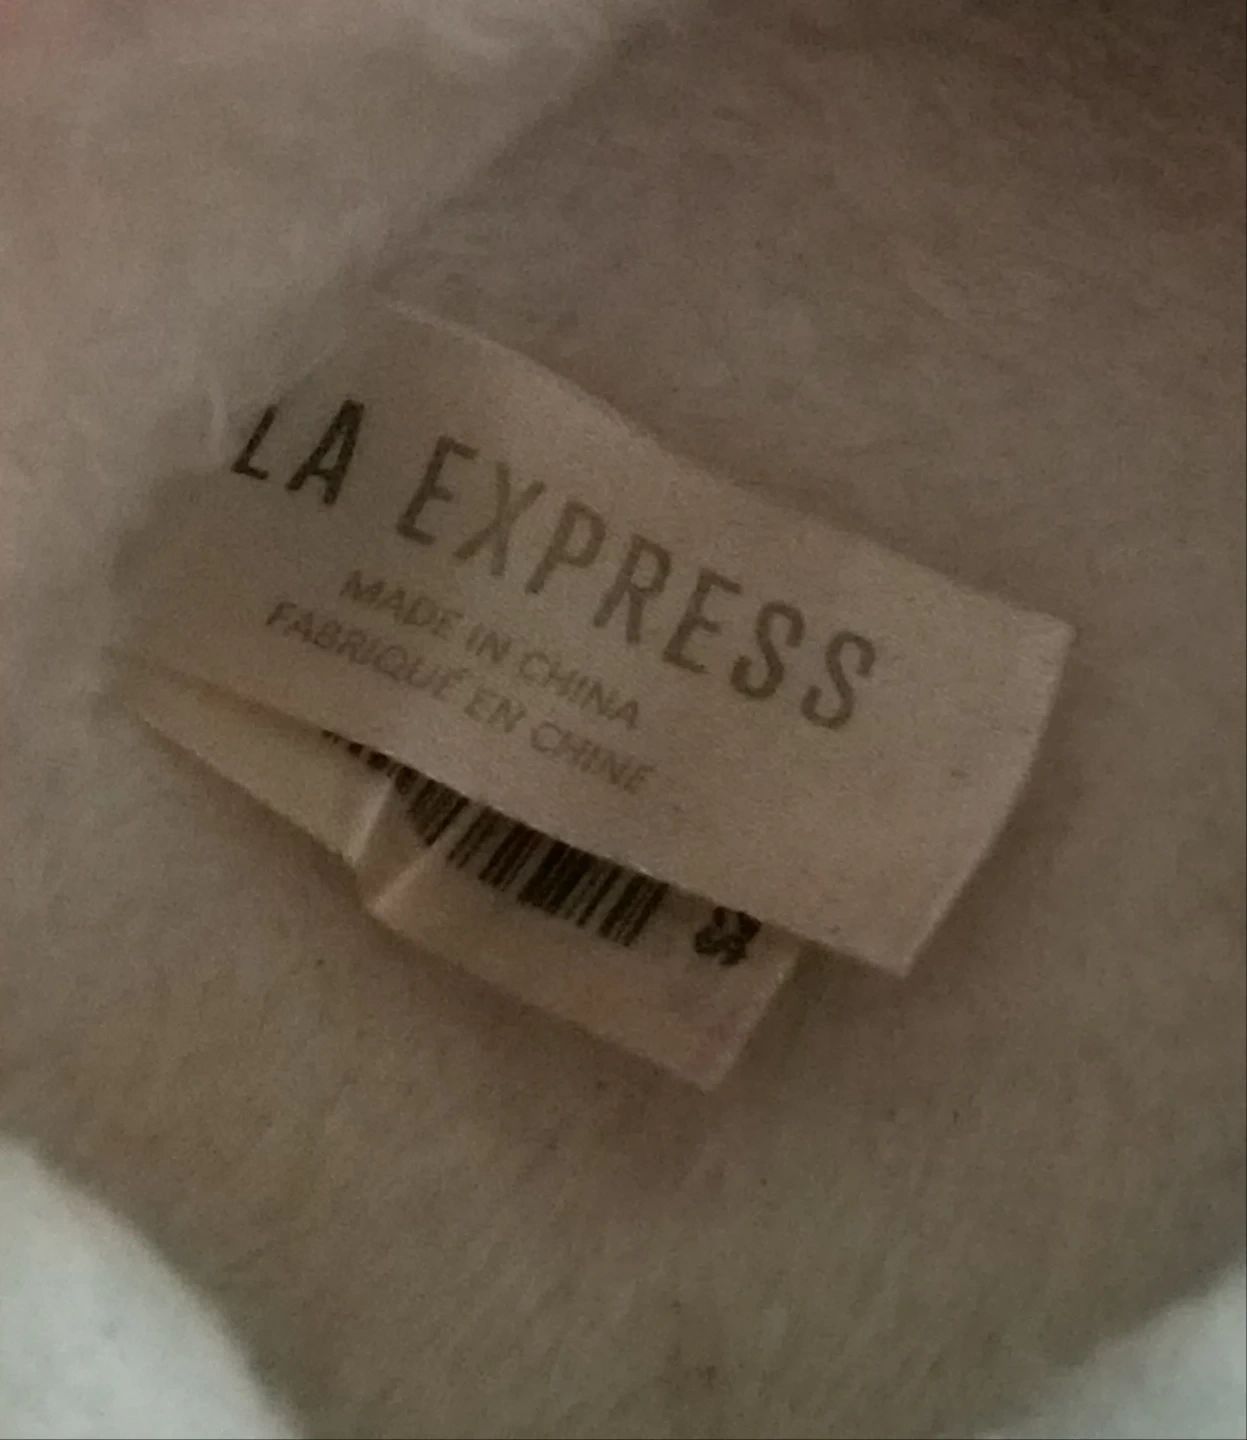 LA EXPRESS
MADE IN CHINA
FABRIQUÉ EN CHINE